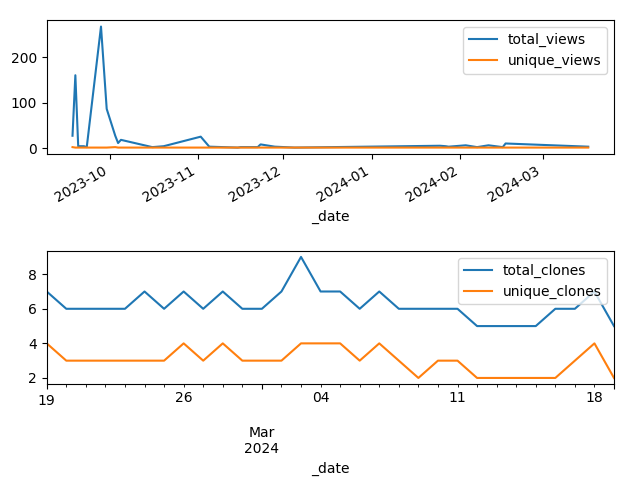 total_views
unique_views
200
100
0
2023-10
2023-11
2023-12
2024-01
2024-02
2024-03
_date
total_clones
unique_clones
8
6
4
2
19
26
04
11
18
Mar
2024
_date